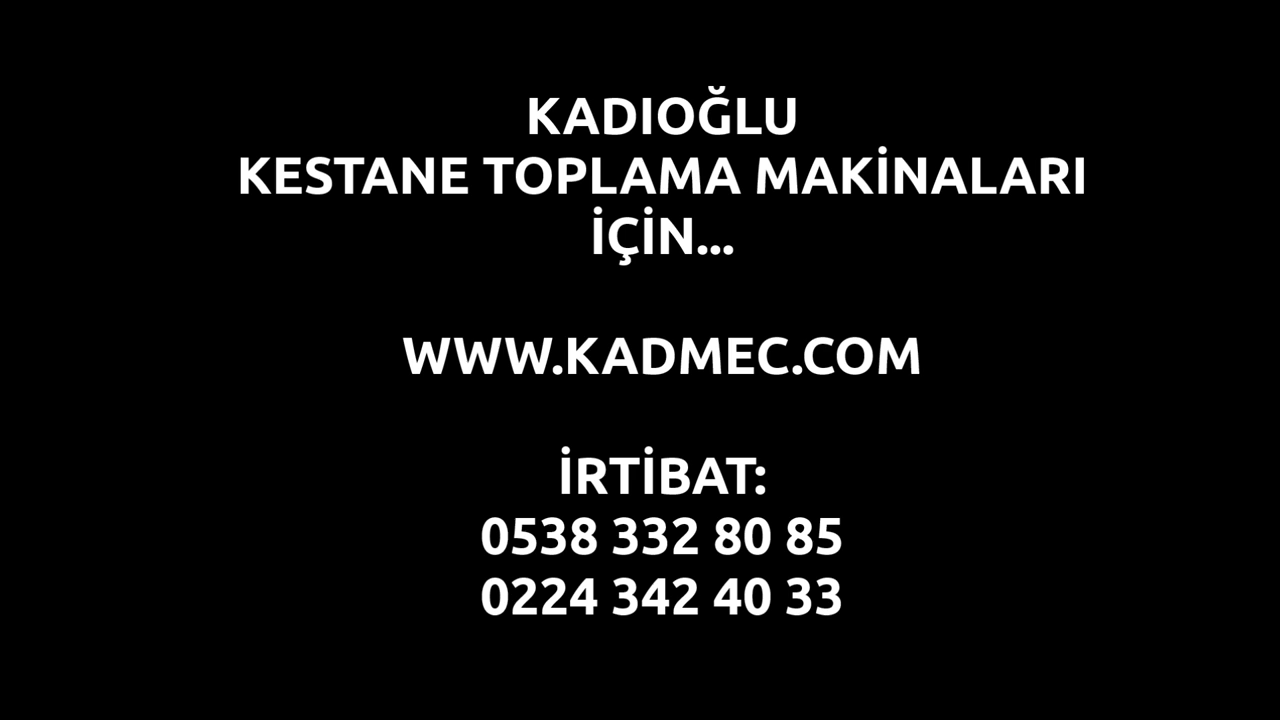 KADIOĞLU
KESTANE TOPLAMA MAKİNALARI
İÇİN...
WWW.KADMEC.COM
İRTİBAT:
0538 332 80 85
0224 342 40 33